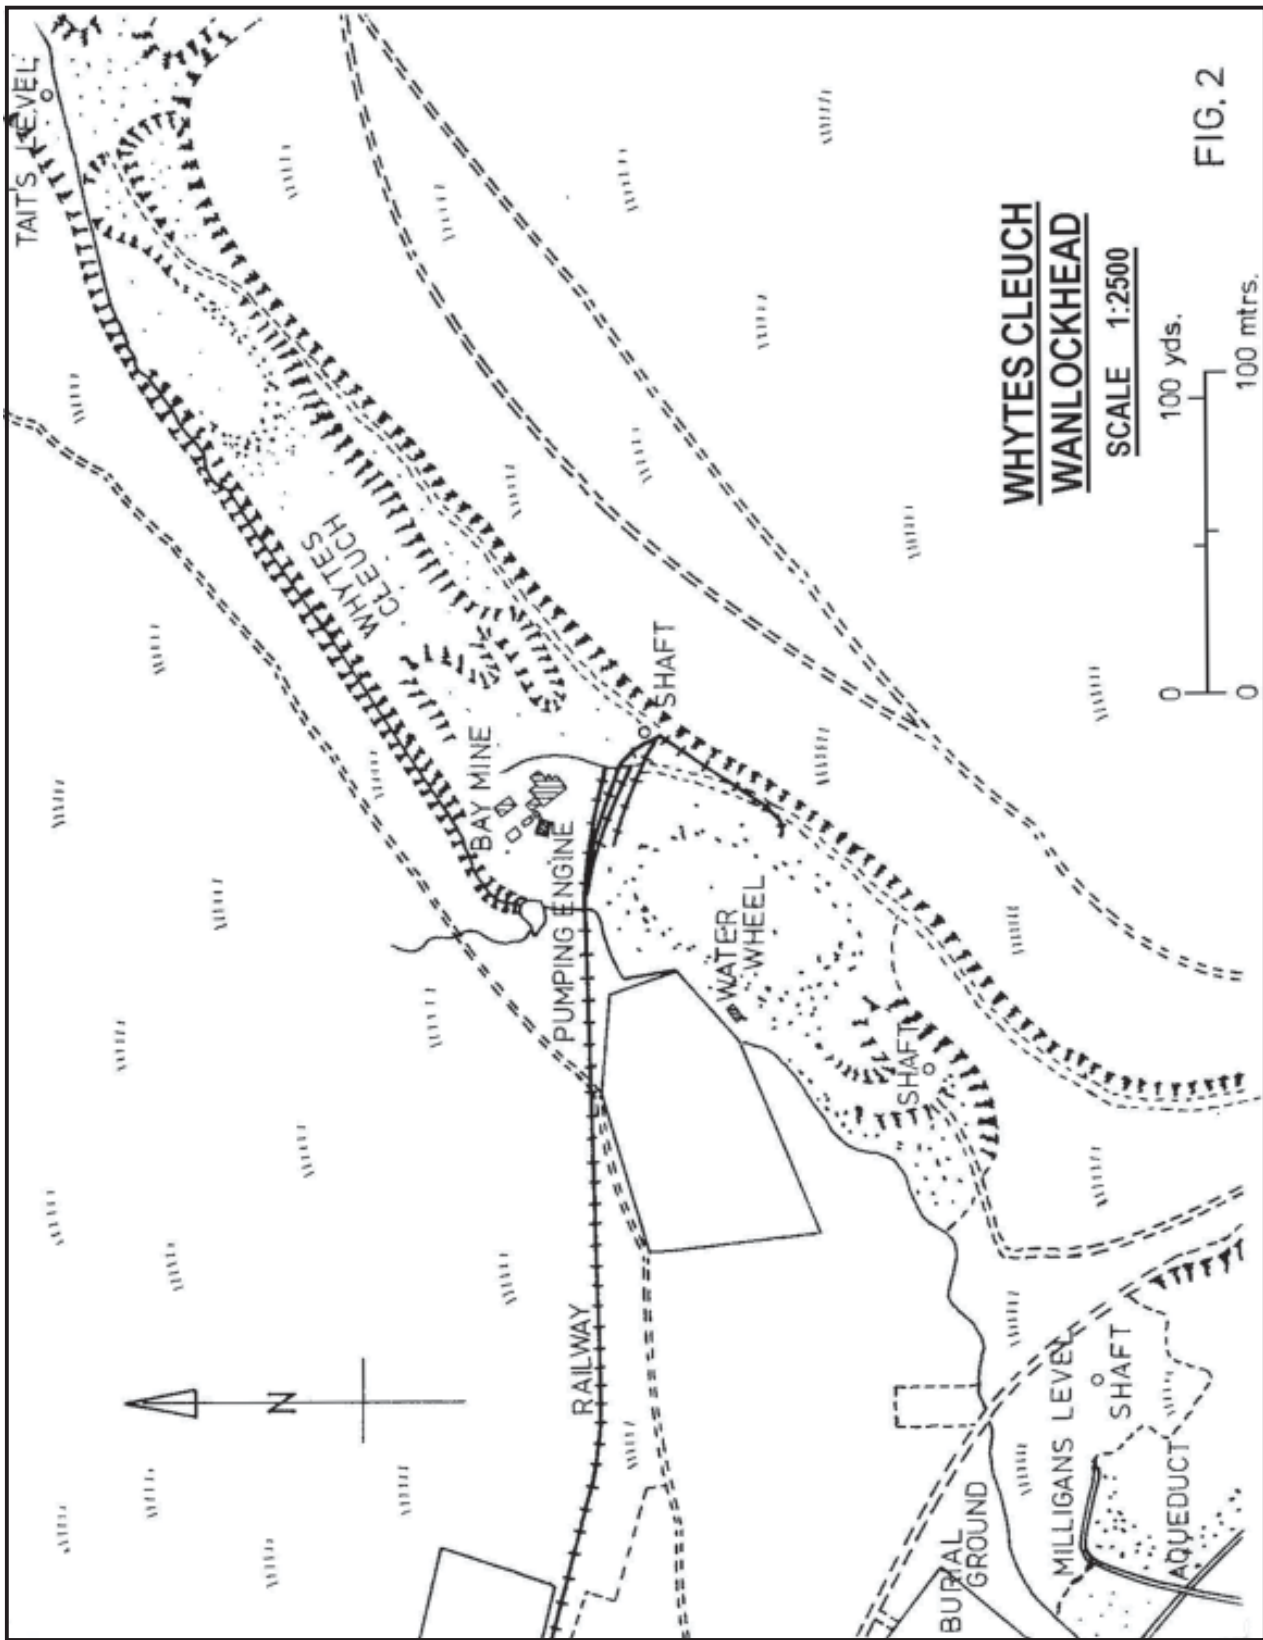 TAIT'S LEVEL
WHYTES
CLEUCH
BAY MINE
PUMPING ENGINE
SHAFT
WATER
WHEEL
SHAFT
RAILWAY
N
BURIAL
GROUND
MILLIGANS LEVEL
SHAFT
AQUEDUCT
WHYTES CLEUCH
WANLOCKHEAD
SCALE 1:2500
0 100 yds.
0 100 mtrs.
FIG. 2